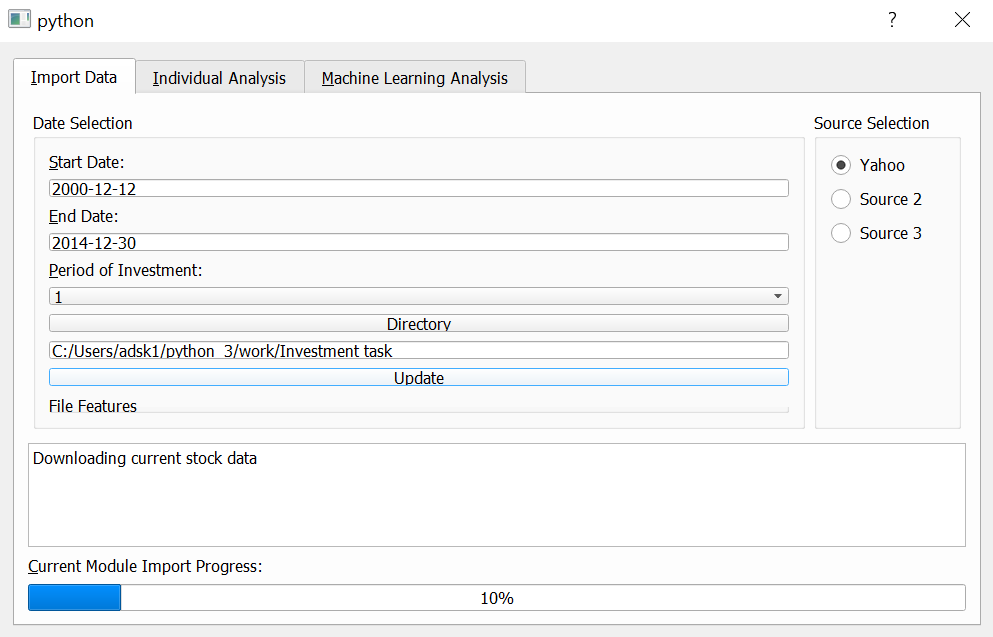 python
Import Data
Individual Analysis
Machine Learning Analysis
Date Selection
Source Selection
Start Date:
2000-12-12
End Date:
2014-12-30
Period of Investment:
1
Directory
C:/Users/adsk1/python_3/work/Investment task
Update
File Features
Yahoo
Source 2
Source 3
Downloading current stock data
Current Module Import Progress:
10%